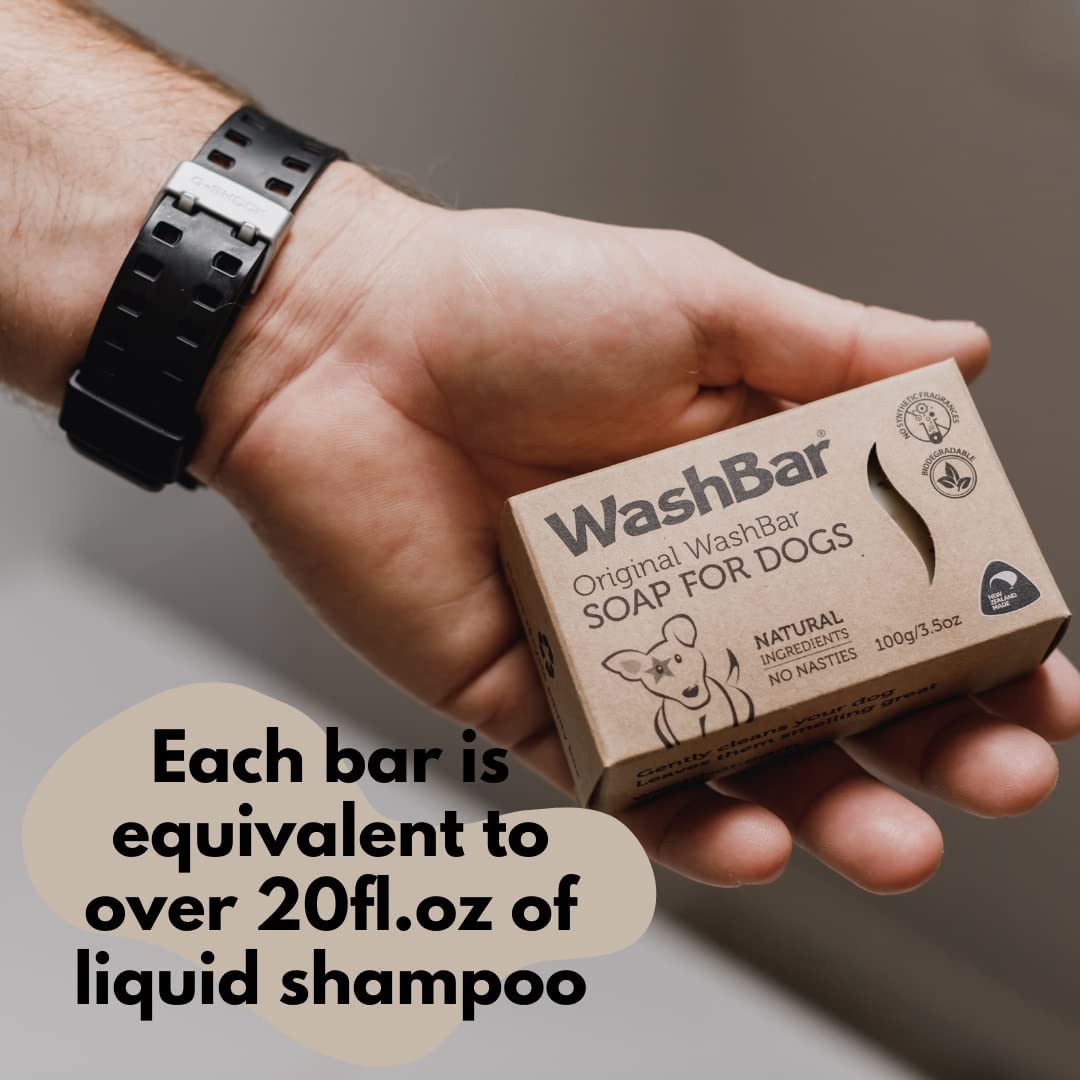 G-SHOCK
WashBar®
Original WashBar
SOAP FOR DOGS
NO SYNTHETIC FRAGRANCES
BIODEGRADABLE
NEW
ZEALAND
MADE
NATURAL
INGREDIENTS
NO NASTIES
100g/3.5oz
Gently cleans your dog
Leaves them smelling great
Each bar is
equivalent to
over 20fl.oz of
liquid shampoo